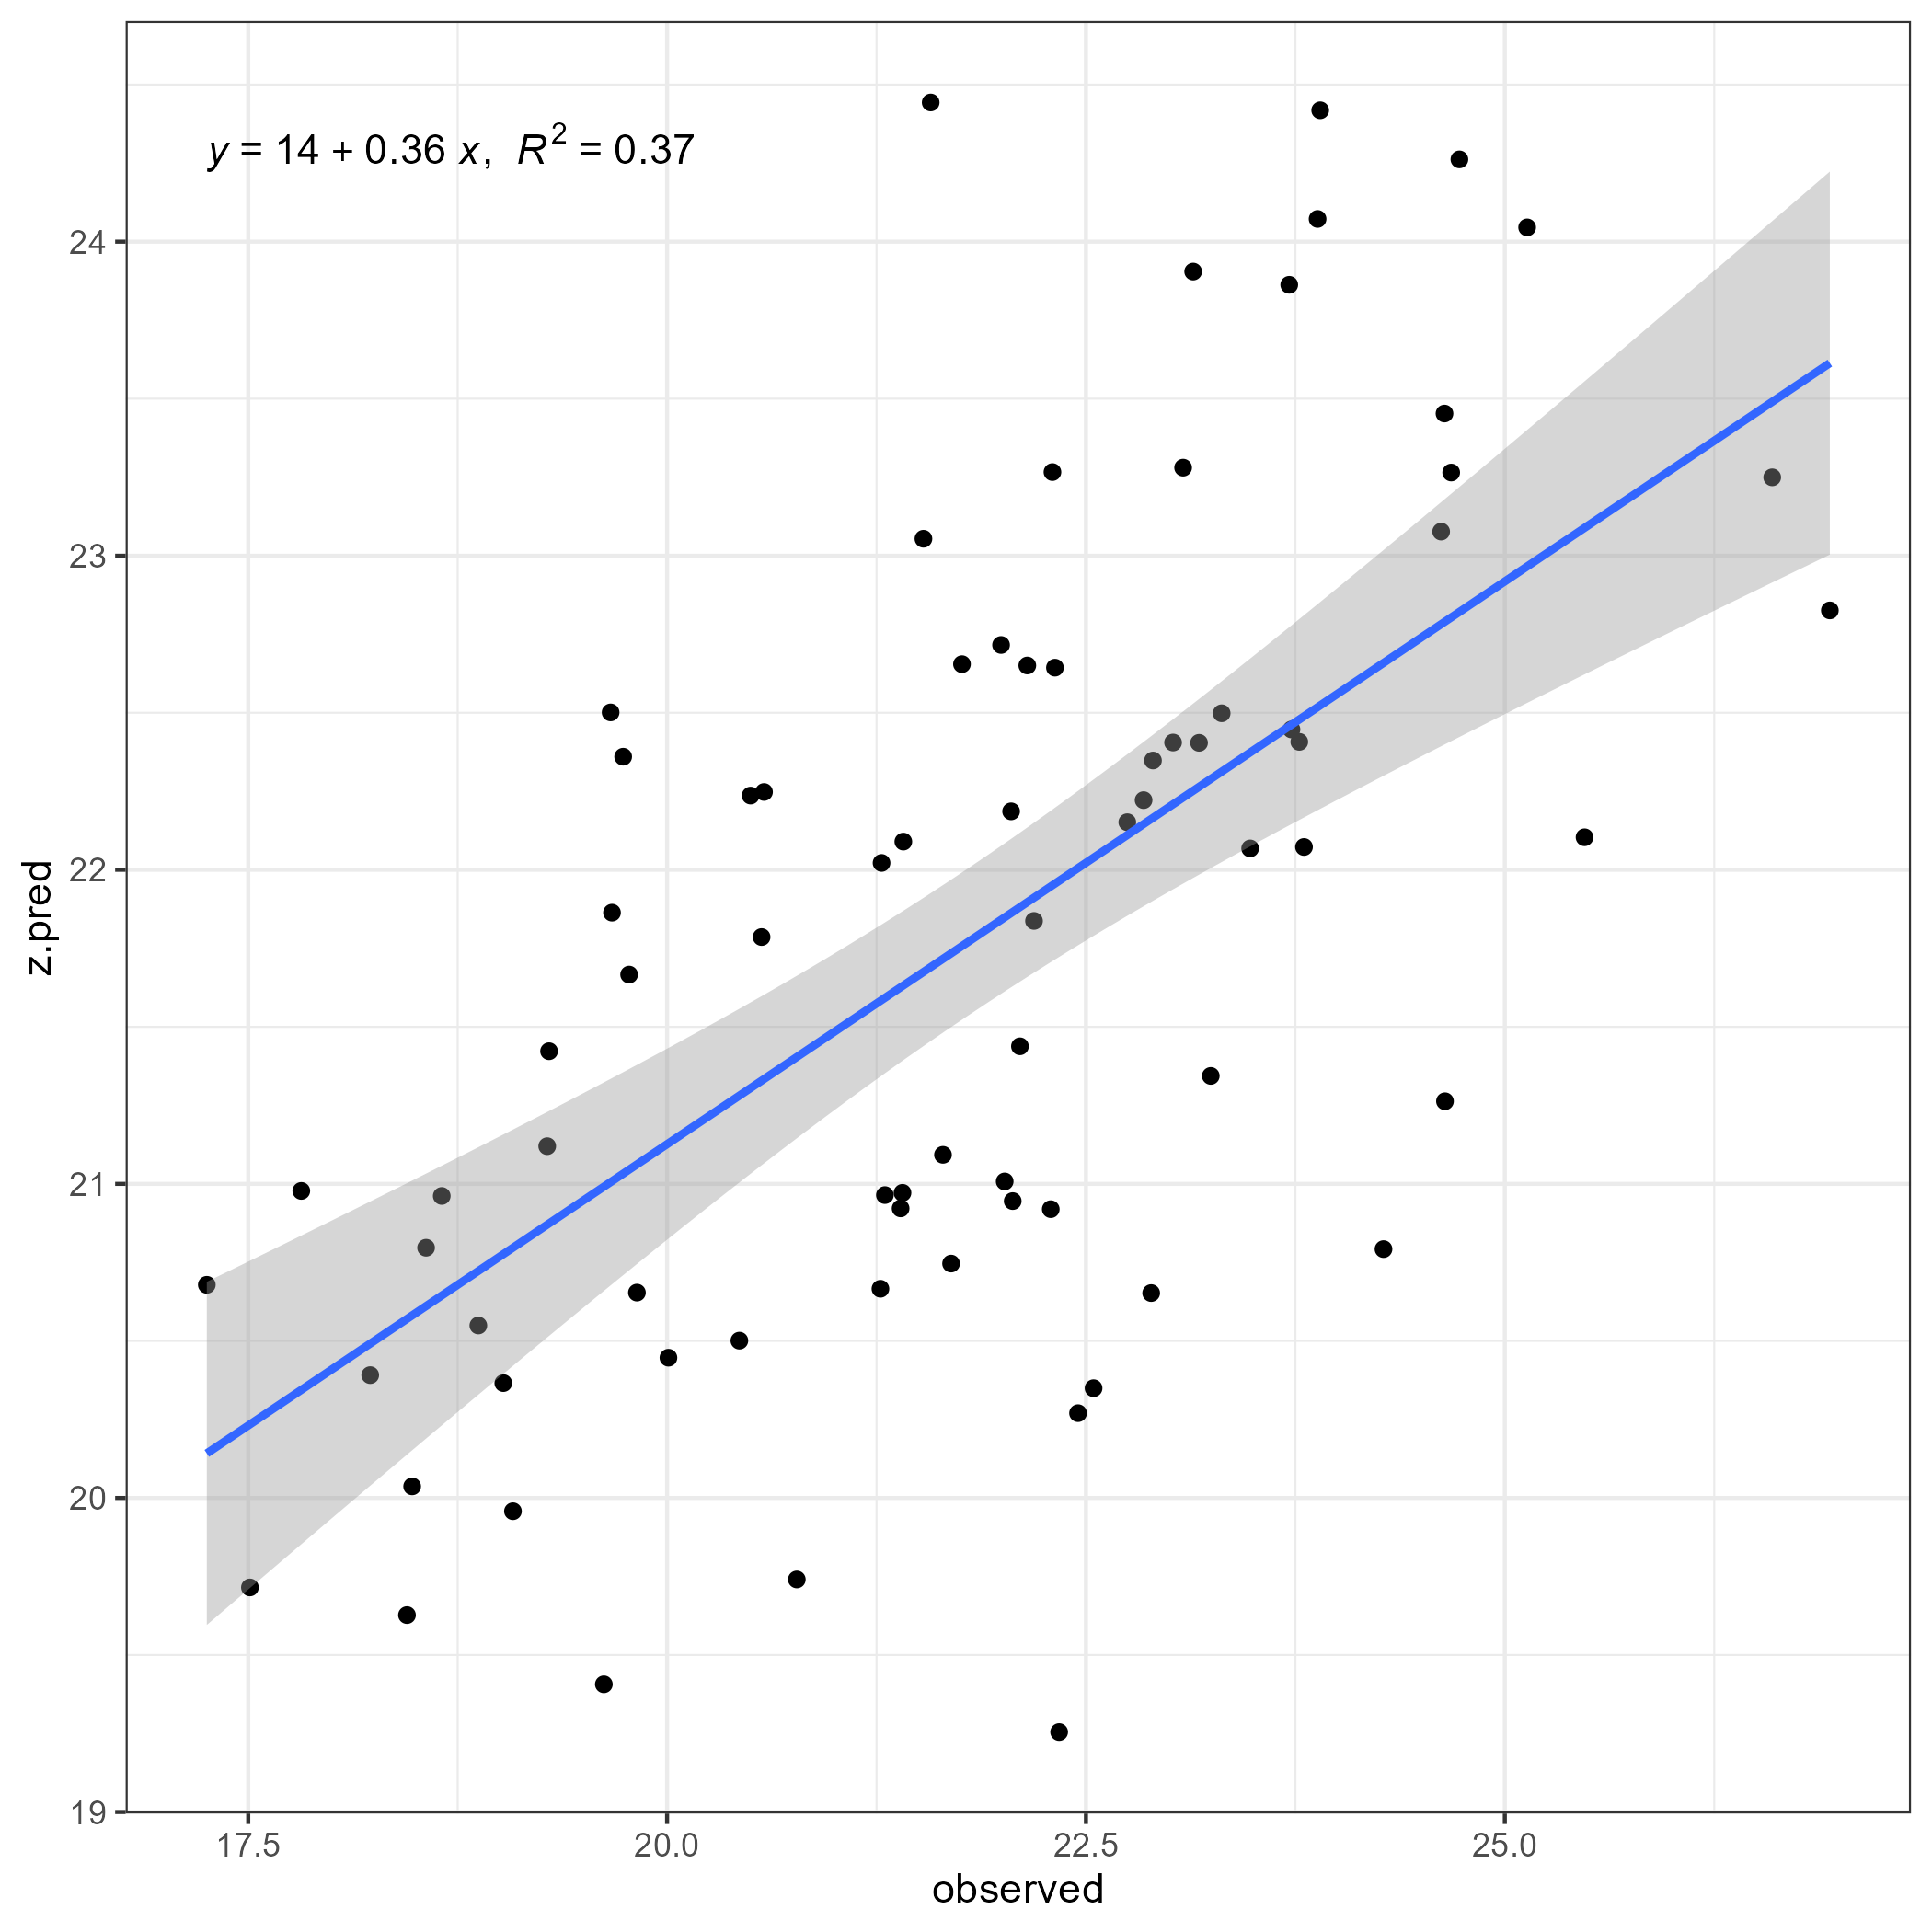 y = 14 + 0.36 x, R² = 0.37
24
23
22
21
20
19
z.pred
17.5 20.0 22.5 25.0
observed